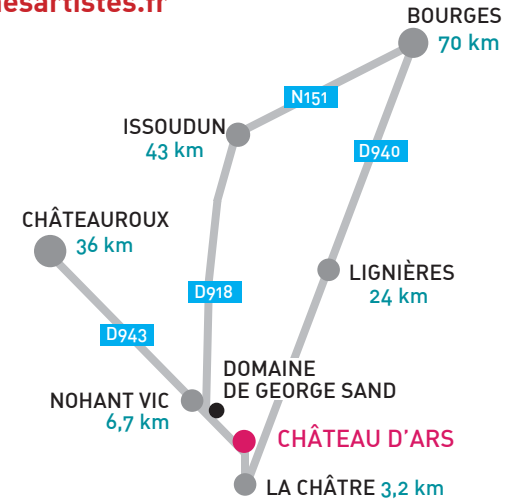 nesartistes.fr
BOURGES
70 km
N151
ISSOUDUN
43 km
D940
CHÂTEAUROUX
36 km
LIGNIÈRES
24 km
D918
D943
DOMAINE
DE GEORGE SAND
NOHANT VIC
6,7 km
CHÂTEAU D'ARS
LA CHÂTRE 3,2 km